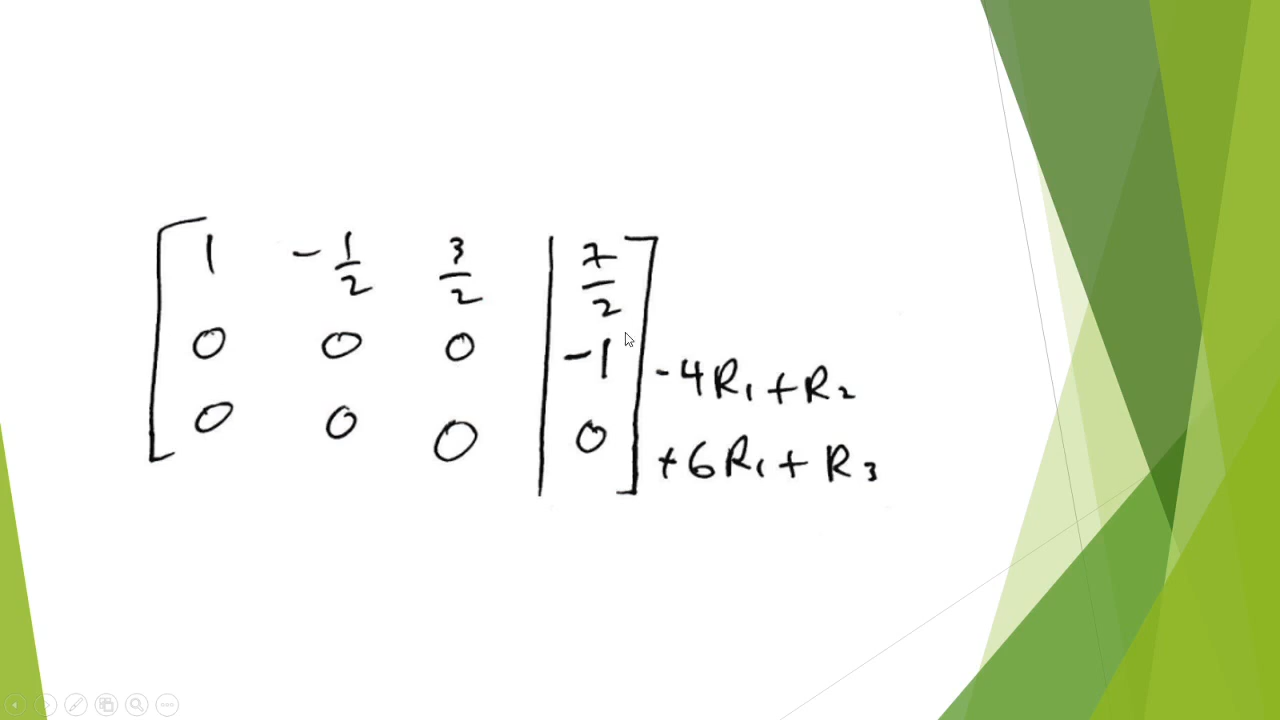 1 -1/2 3/2 | 7/2
0 0 0 | -1 -4R₁+R₂
0 0 0 | 0 +6R₁+R₃